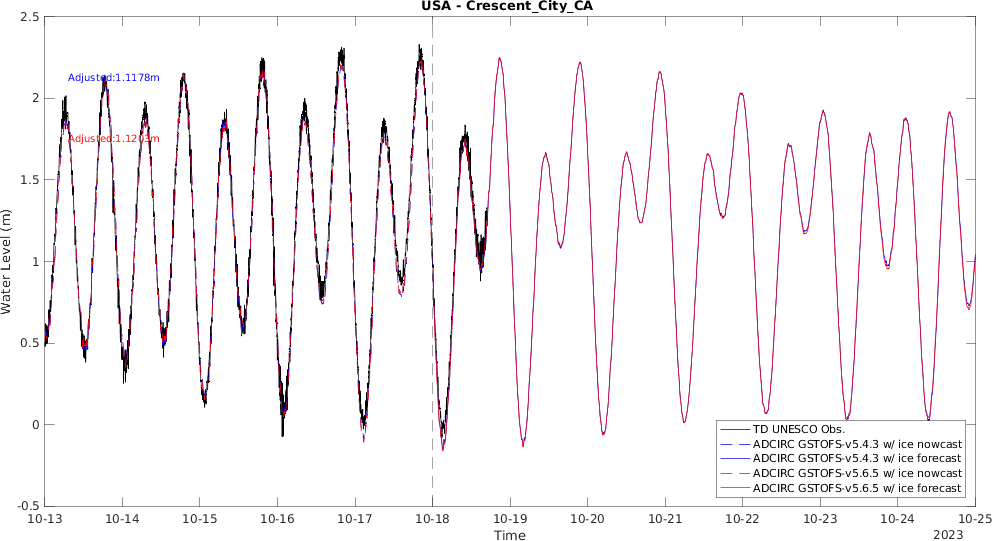 USA - Crescent_City_CA
2.5
2
1.5
1
0.5
0
-0.5
Water Level (m)
Adjusted:1.1178m
Adjusted:1.1203m
TD UNESCO Obs.
ADCIRC GSTOFS-v5.4.3 w/ ice nowcast
ADCIRC GSTOFS-v5.4.3 w/ ice forecast
ADCIRC GSTOFS-v5.6.5 w/ ice nowcast
ADCIRC GSTOFS-v5.6.5 w/ ice forecast
10-13 10-14 10-15 10-16 10-17 10-18 10-19 10-20 10-21 10-22 10-23 10-24 10-25
Time
2023